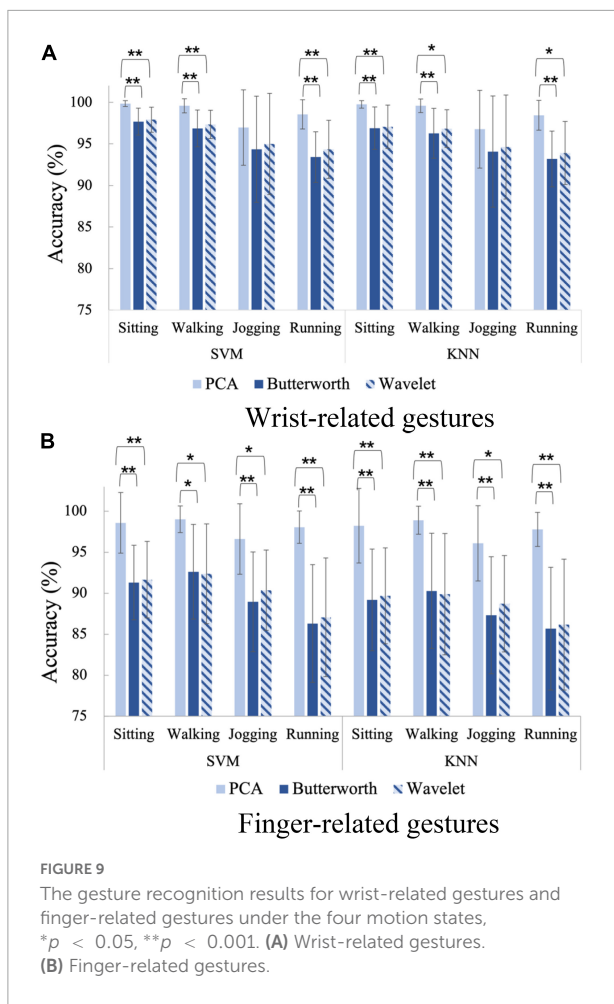 A
** ** ** ** * *
** ** ** ** ** **
100
95
90
85
80
75
Accuracy (%)
Sitting Walking Jogging Running Sitting Walking Jogging Running
SVM KNN
PCA Butterworth Wavelet
Wrist-related gestures
B
** * * ** ** ** * **
** * ** ** ** ** ** **
100
95
90
85
80
75
Accuracy (%)
Sitting Walking Jogging Running Sitting Walking Jogging Running
SVM KNN
PCA Butterworth Wavelet
Finger-related gestures
FIGURE 9
The gesture recognition results for wrist-related gestures and
finger-related gestures under the four motion states,
*p < 0.05, **p < 0.001. (A) Wrist-related gestures.
(B) Finger-related gestures.